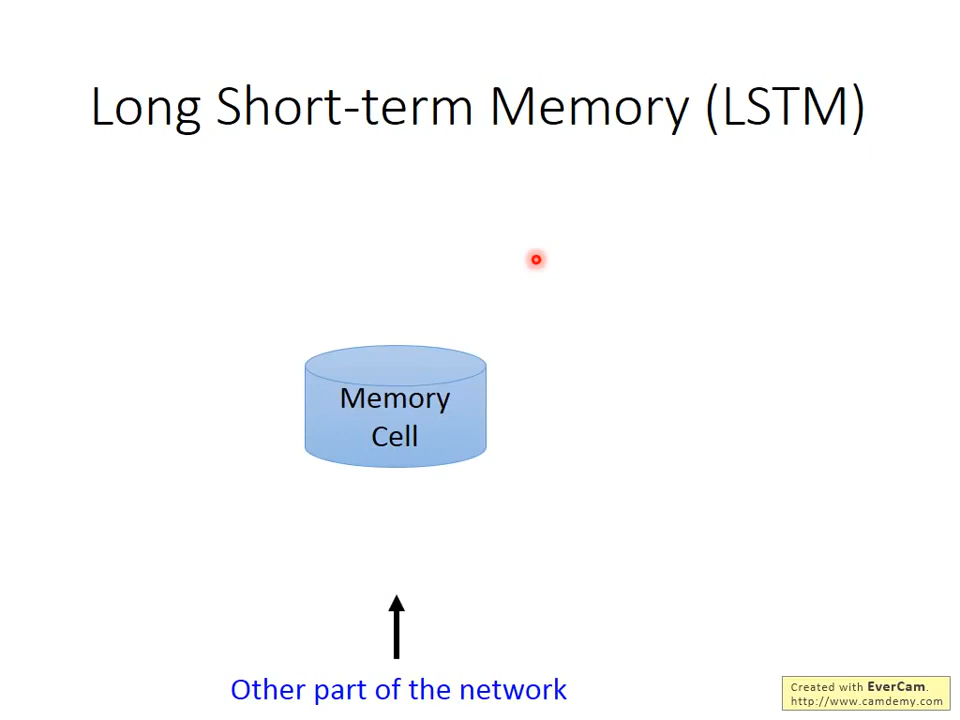 Long Short-term Memory (LSTM)
Memory
Cell
Other part of the network
Created with EverCam.
http://www.camdemy.com